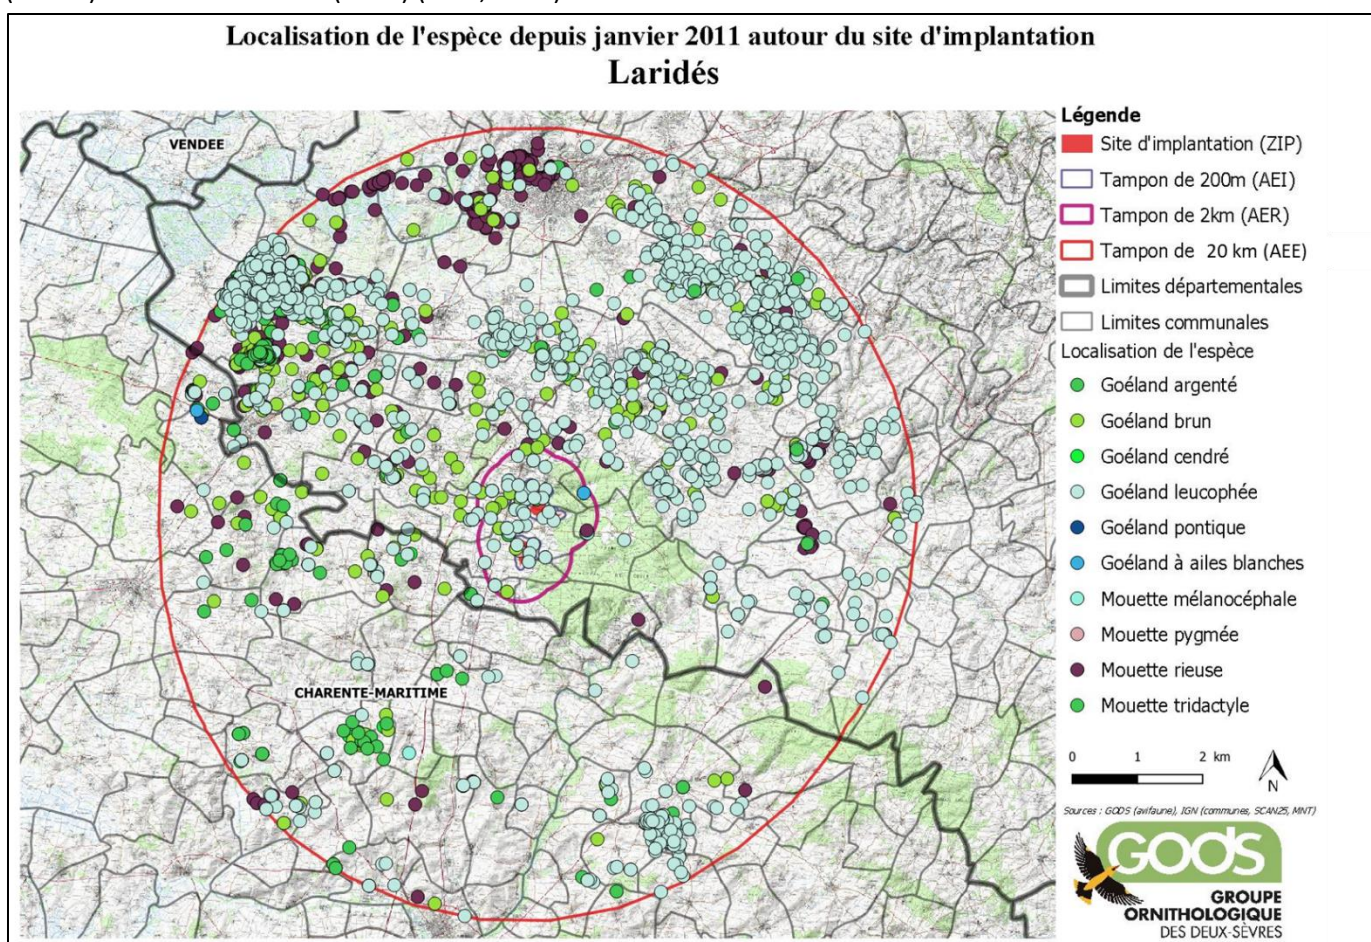 Localisation de l'espèce depuis janvier 2011 autour du site d'implantation
Laridés
VENDEE
CHARENTE-MARITIME
Légende
Site d'implantation (ZIP)
Tampon de 200m (AEI)
Tampon de 2km (AER)
Tampon de 20 km (AEE)
Limites départementales
Limites communales
Localisation de l'espèce
Goéland argenté
Goéland brun
Goéland cendré
Goéland leucophée
Goéland pontique
Goéland à ailes blanches
Mouette mélanocéphale
Mouette pygmée
Mouette rieuse
Mouette tridactyle
0 1 2 km
N
Sources : GODS (avifaune), IGN (communes, SCAN25, MNT)
GODS
GROUPE
ORNITHOLOGIQUE
DES DEUX-SÈVRES